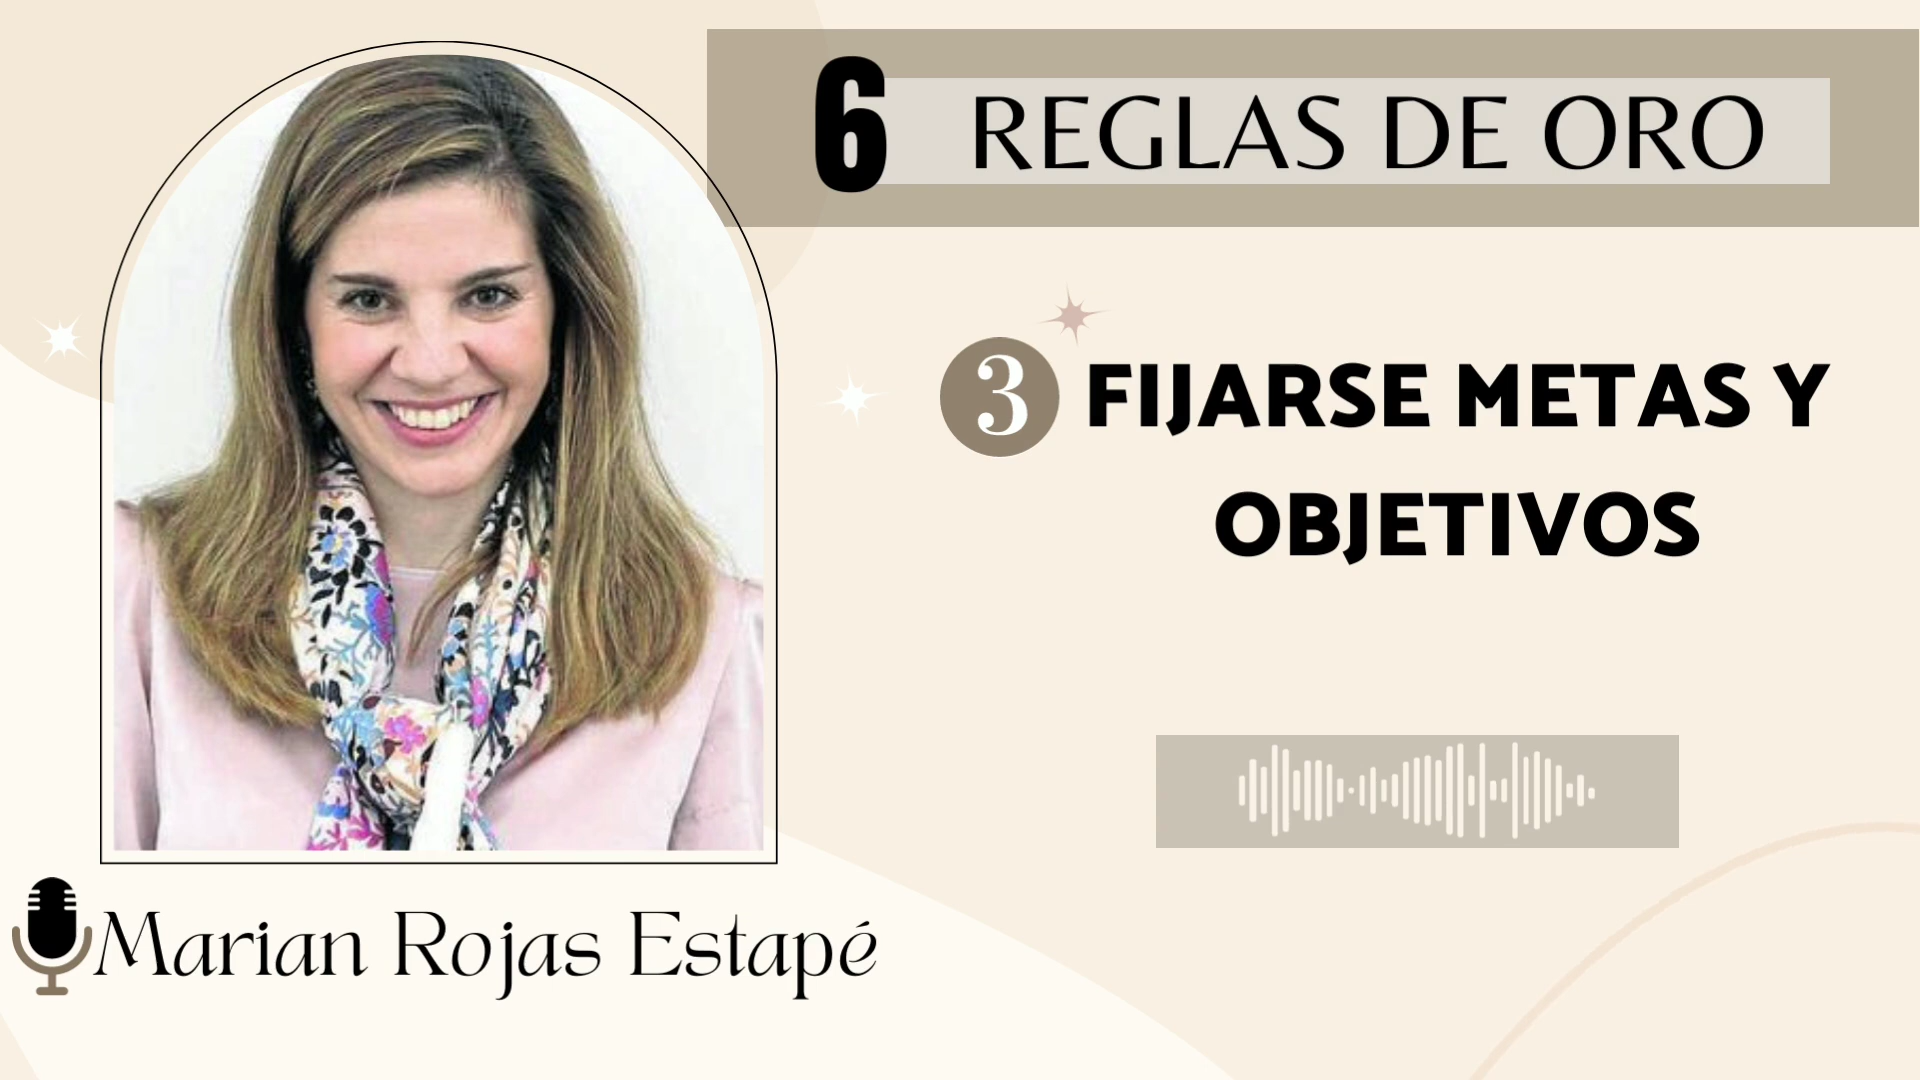 6 REGLAS DE ORO
3 FIJARSE METAS Y
OBJETIVOS
Marian Rojas Estapé